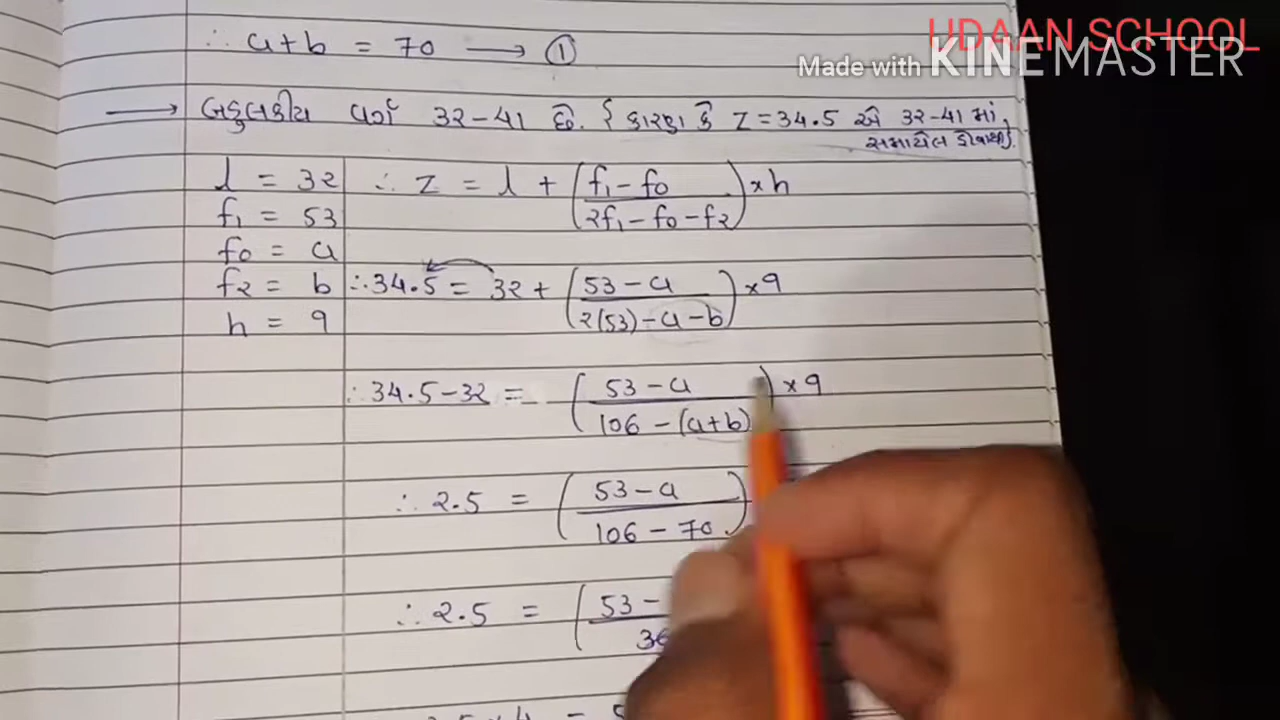 UDAAN SCHOOL
Made with KINEMASTER
∴ a+b = 70 → ①
→ બહુલકીય વર્ગ 32-41 છે. { કારણ કે Z = 34.5 એ 32-41 માં
સમાયેલ હોવાથી}.
l = 32 ∴ Z = l + (f₁ - f₀ / 2f₁ - f₀ - f₂) × h
f₁ = 53
f₀ = a
f₂ = b ∴ 34.5 = 32 + (53 - a / 2(53) - a - b) × 9
h = 9
∴ 34.5 - 32 = (53 - a / 106 - (a+b)) × 9
∴ 2.5 = (53 - a / 106 - 70)
∴ 2.5 = (53 - / 36